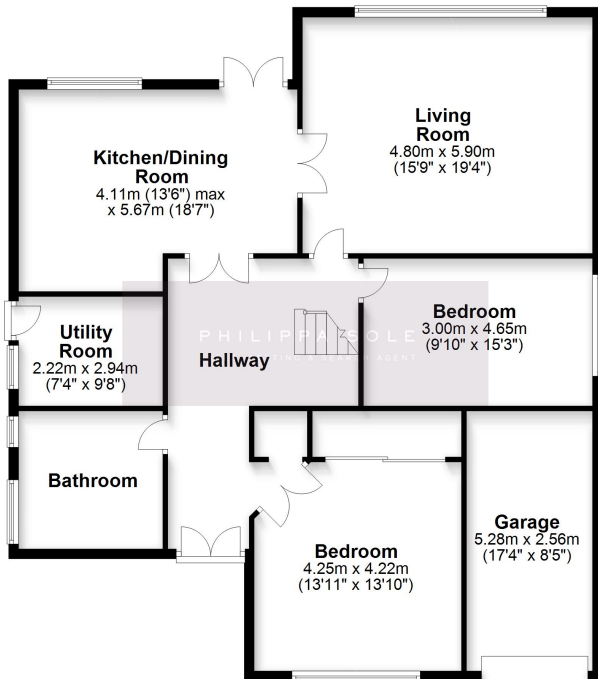 Living
Room
4.80m x 5.90m
(15'9" x 19'4")
Kitchen/Dining
Room
4.11m (13'6") max
x 5.67m (18'7")
Bedroom
3.00m x 4.65m
(9'10" x 15'3")
Utility
Room
2.22m x 2.94m
(7'4" x 9'8")
PHILIPPA SOLE
& SEARCH AGENT
Hallway
Bathroom
Bedroom
4.25m x 4.22m
(13'11" x 13'10")
Garage
5.28m x 2.56m
(17'4" x 8'5")